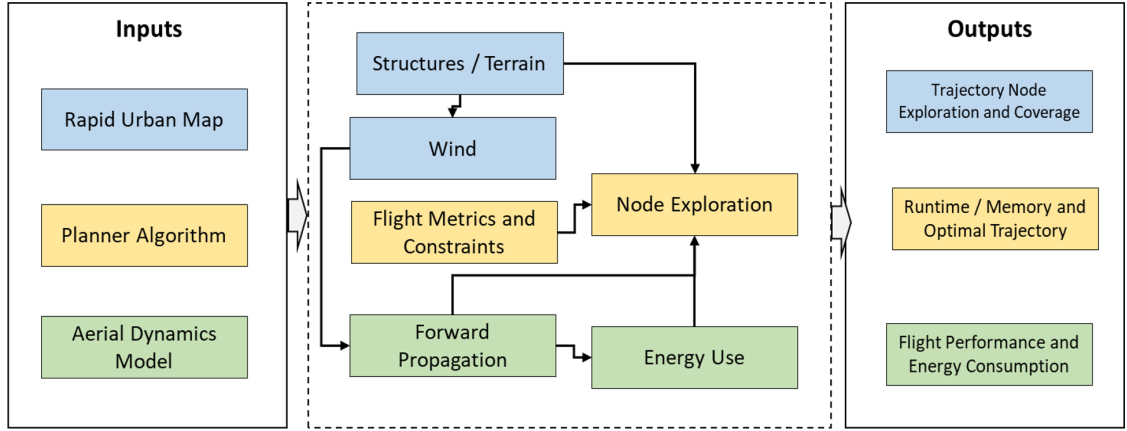 Inputs
Rapid Urban Map
Planner Algorithm
Aerial Dynamics
Model
Structures / Terrain
Wind
Flight Metrics and
Constraints
Node Exploration
Forward
Propagation
Energy Use
Outputs
Trajectory Node
Exploration and Coverage
Runtime / Memory and
Optimal Trajectory
Flight Performance and
Energy Consumption